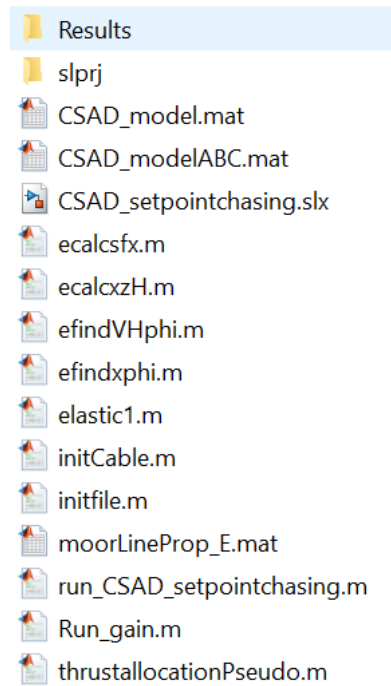 Results
slprj
CSAD_model.mat
CSAD_modelABC.mat
CSAD_setpointchasing.slx
ecalcsfx.m
ecalcxzH.m
efindVHphi.m
efindxphi.m
elastic1.m
initCable.m
initfile.m
moorLineProp_E.mat
run_CSAD_setpointchasing.m
Run_gain.m
thrustallocationPseudo.m